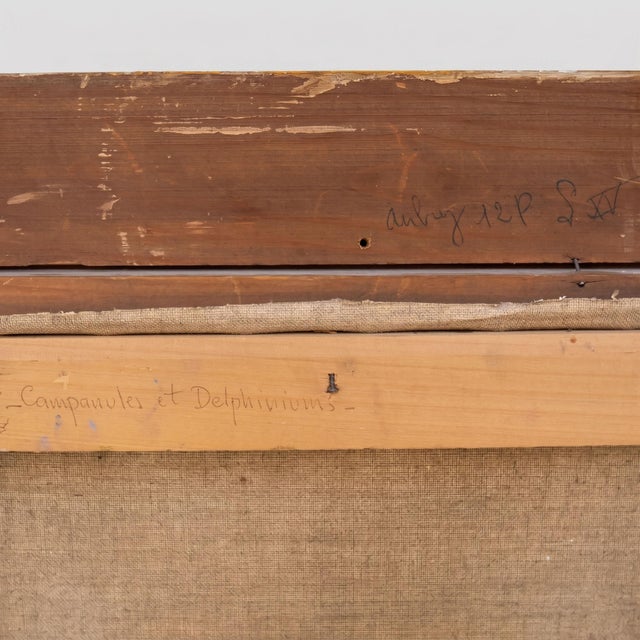 aubry 12P L XV
- Campanules et Delphiniums -